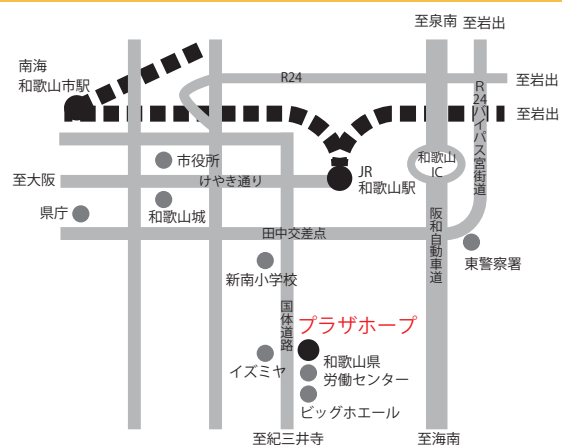 至泉南
至岩出
南海
和歌山市駅
R24
至岩出
R24バイパス宮街道
至岩出
市役所
和歌山
IC
JR
和歌山駅
至大阪
けやき通り
県庁
和歌山城
阪和自動車道
田中交差点
東警察署
新南小学校
国体道路
プラザホープ
和歌山県
労働センター
イズミヤ
ビッグホエール
至紀三井寺
至海南